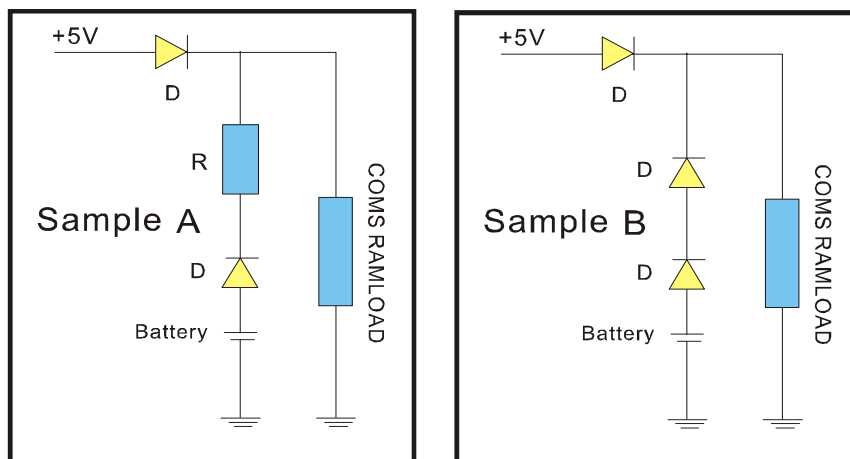 +5V
D
R
COMS RAMLOAD
Sample A
D
Battery
+5V
D
D
COMS RAMLOAD
Sample B
D
Battery